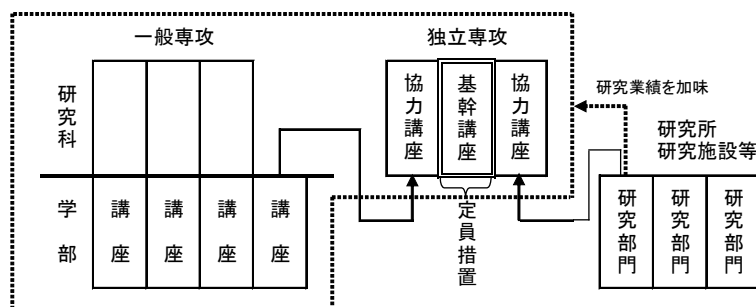 一般専攻
独立専攻
研究科
協力講座
基幹講座
協力講座
研究業績を加味
研究所
研究施設等
学部
講座
講座
講座
講座
定員措置
研究部門
研究部門
研究部門